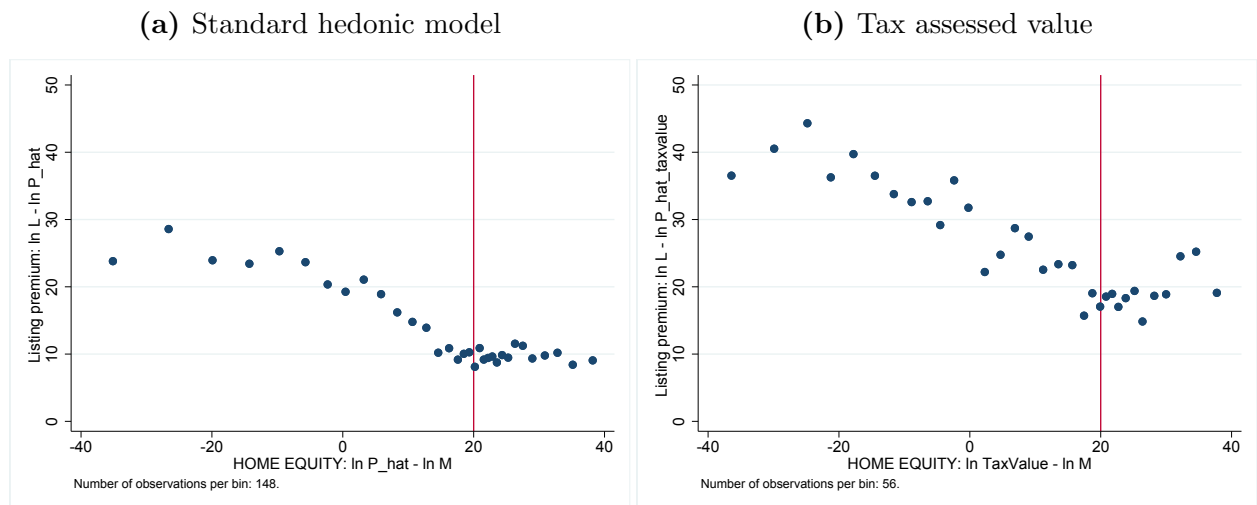 (a) Standard hedonic model
Listing premium: ln L - ln P_hat
50
40
30
20
10
0
-40
-20
0
20
40
HOME EQUITY: ln P_hat - ln M
Number of observations per bin: 148.
(b) Tax assessed value
Listing premium: ln L - ln P_hat_taxvalue
50
40
30
20
10
0
-40
-20
0
20
40
HOME EQUITY: ln TaxValue - ln M
Number of observations per bin: 56.